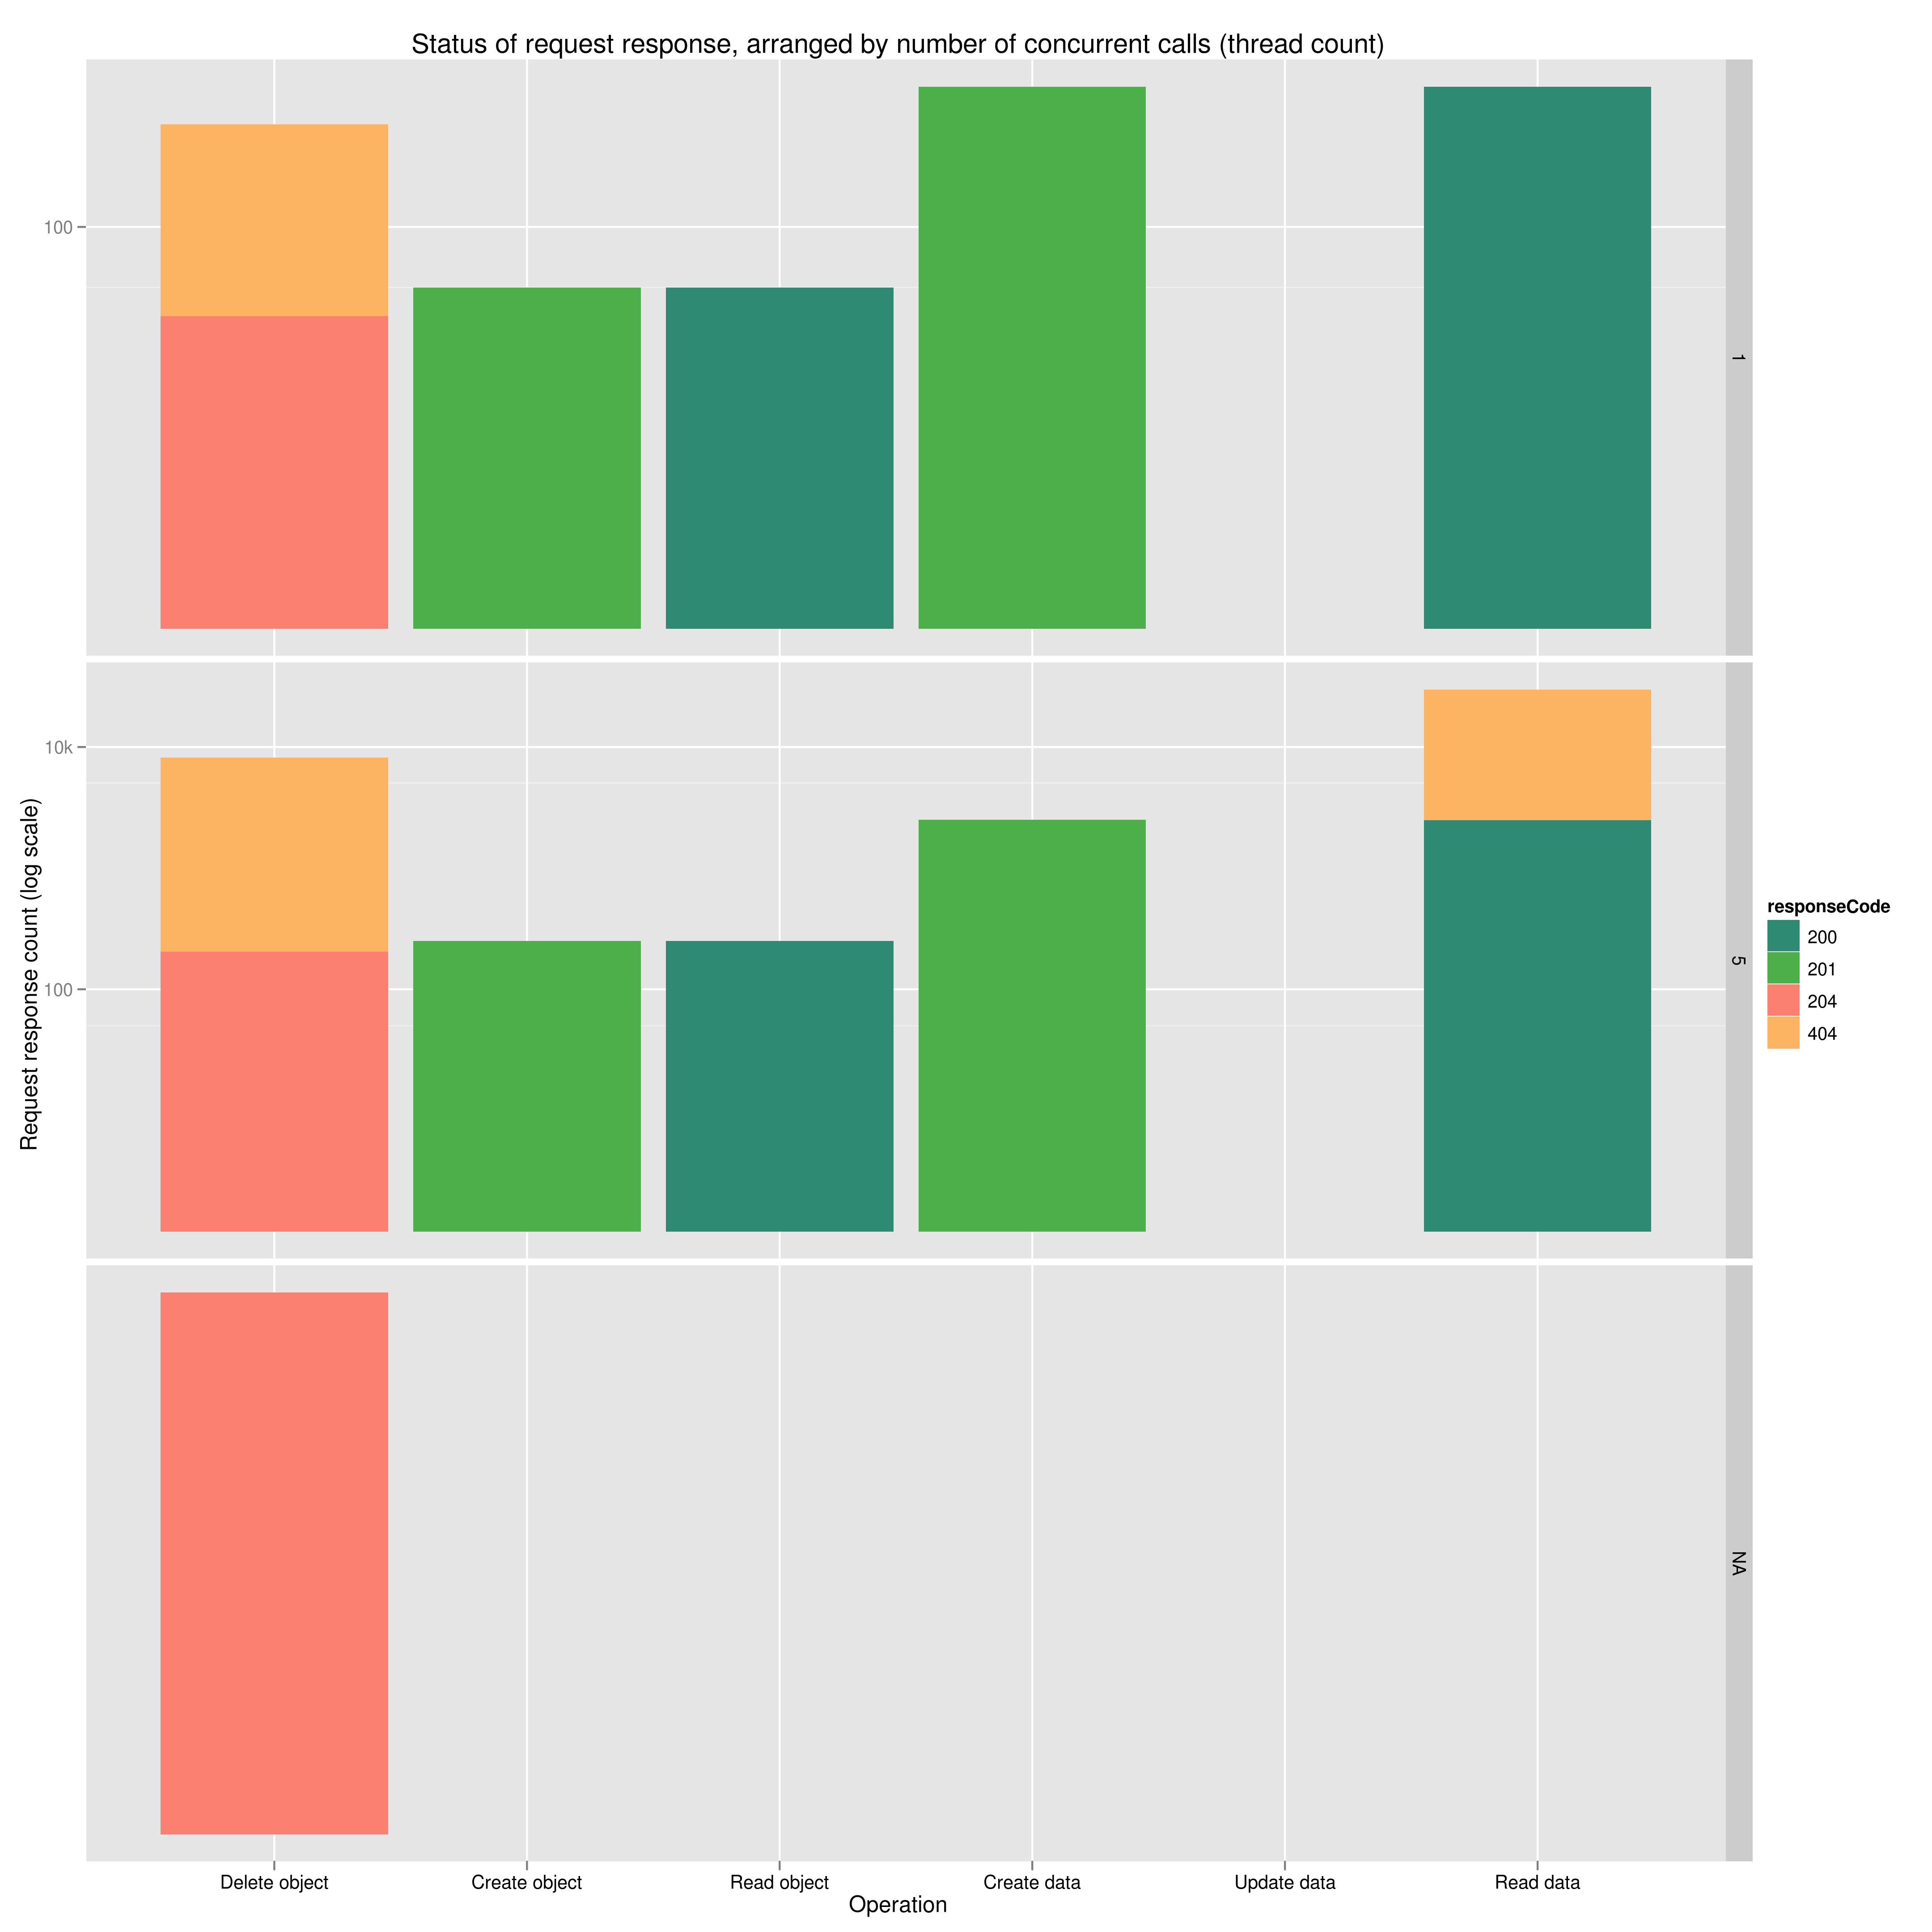 Status of request response, arranged by number of concurrent calls (thread count)
100
1
10k
100
5
NA
Request response count (log scale)
responseCode
200
201
204
404
Delete object Create object Read object Create data Update data Read data
Operation